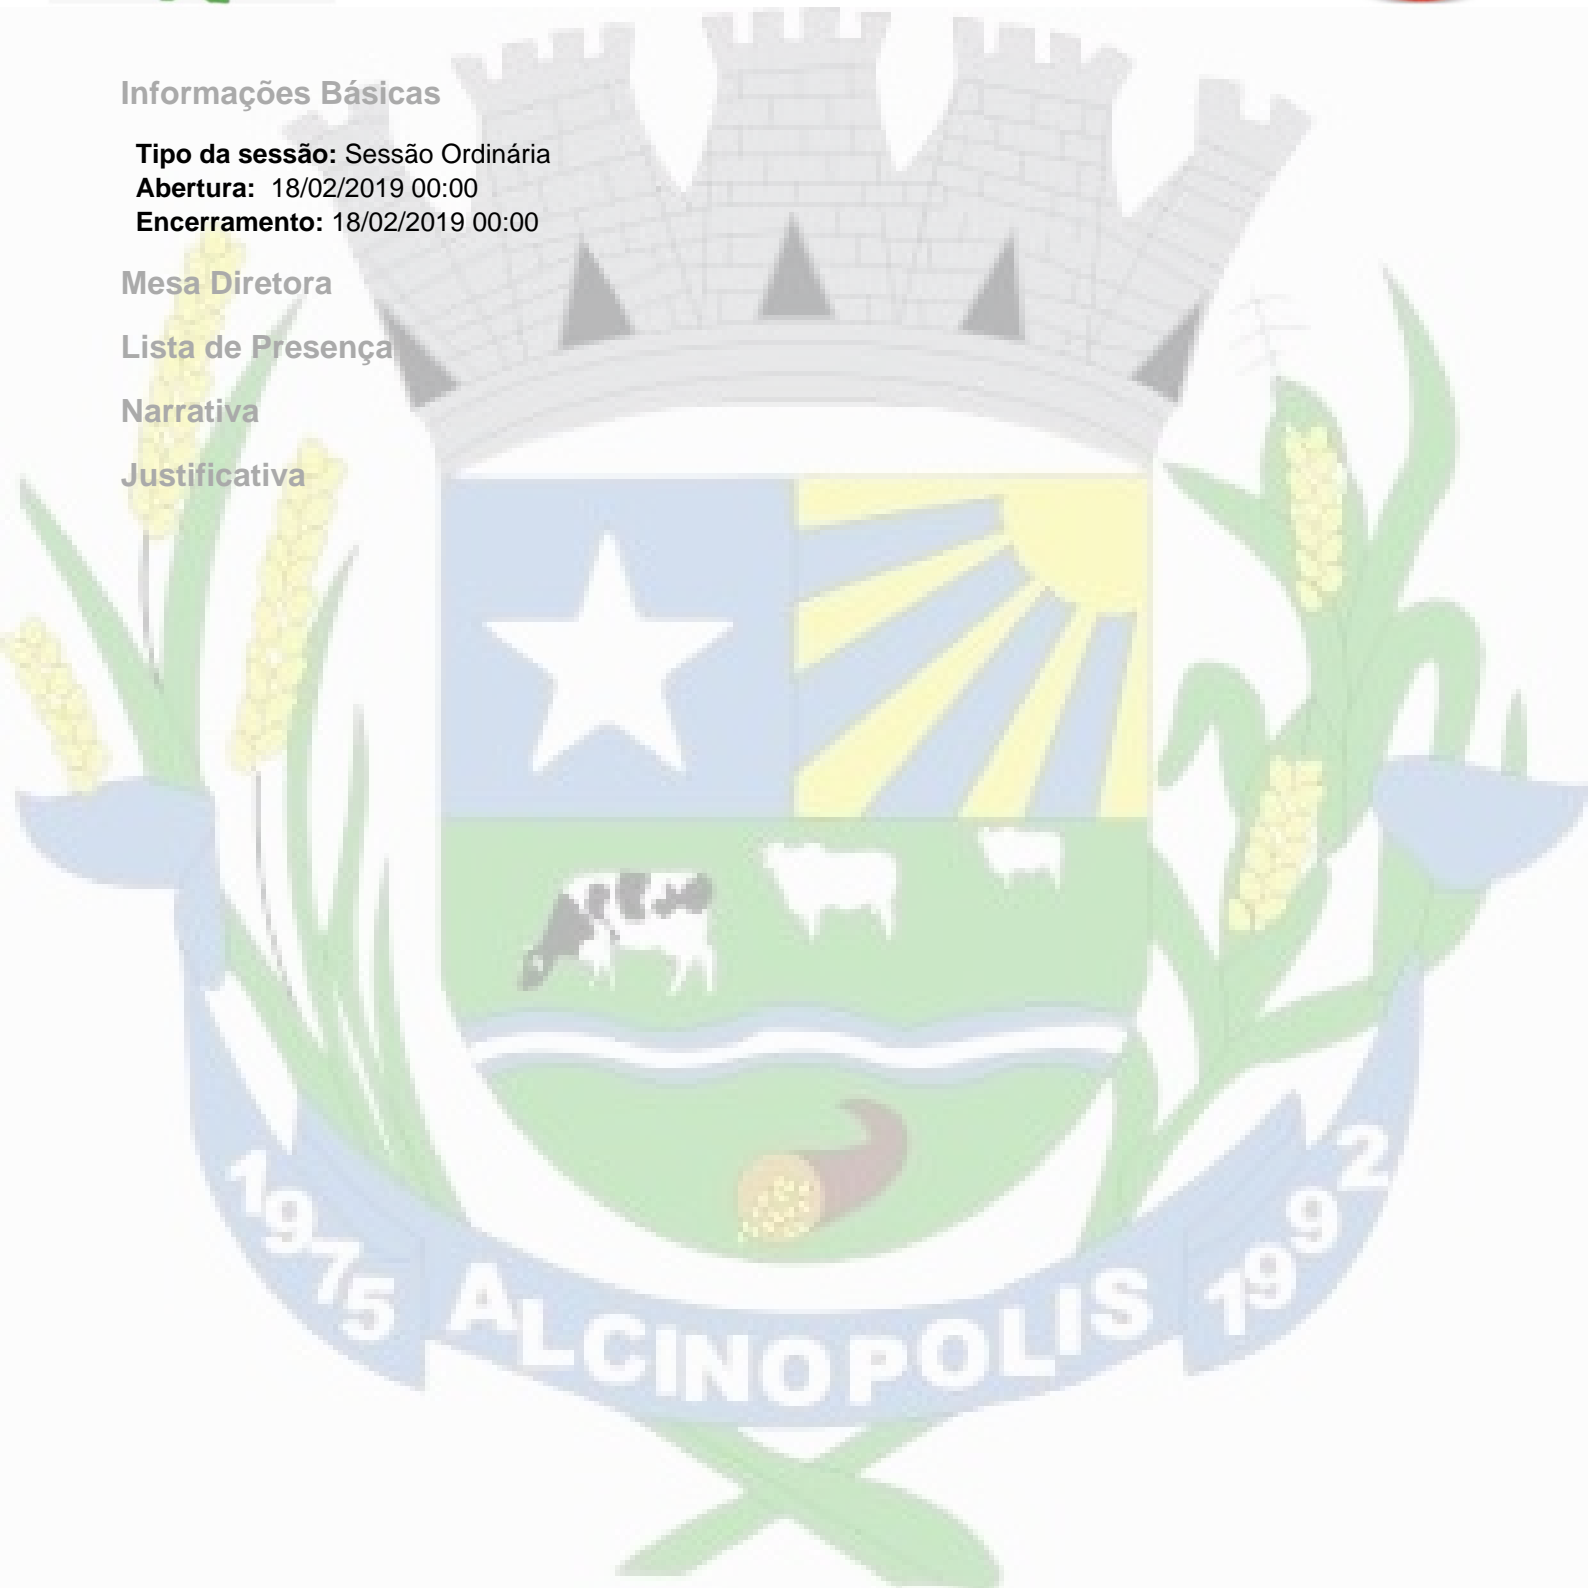 Informações Básicas
Tipo da sessão: Sessão Ordinária
Abertura: 18/02/2019 00:00
Encerramento: 18/02/2019 00:00
Mesa Diretora
Lista de Presença
Narrativa
Justificativa
1975 ALCINOPOLIS 1992